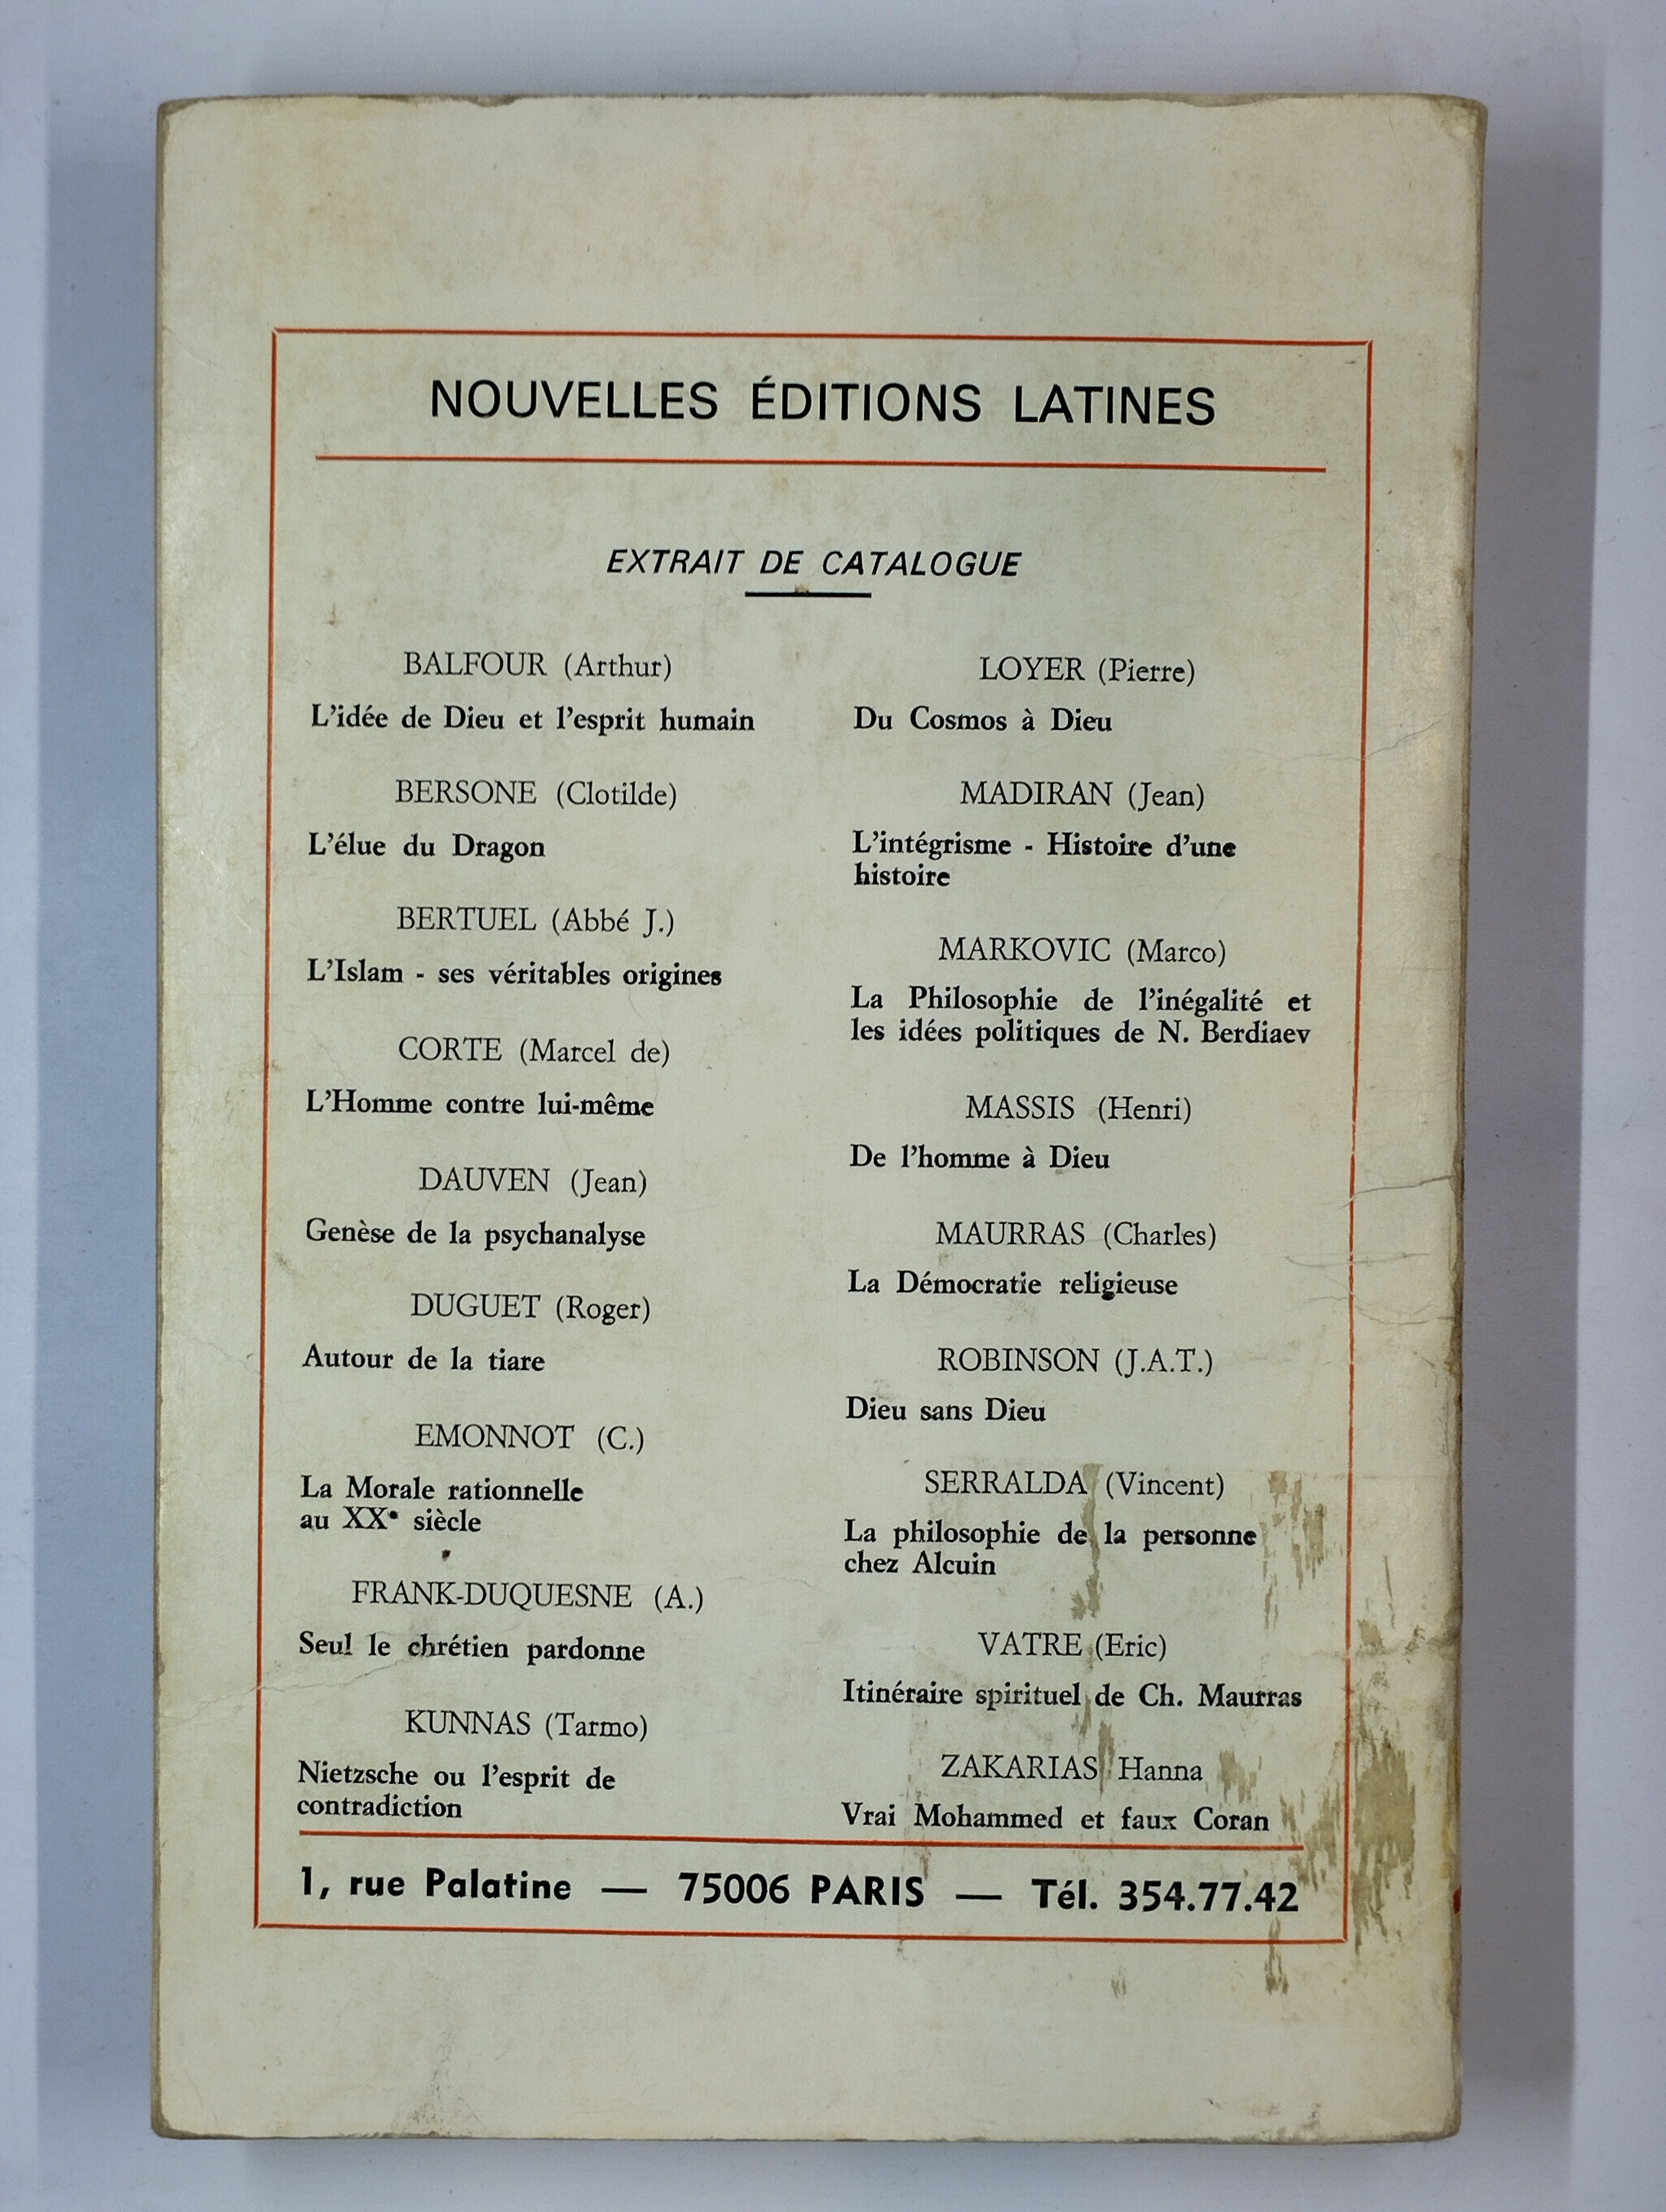 NOUVELLES ÉDITIONS LATINES
EXTRAIT DE CATALOGUE
BALFOUR (Arthur)
L'idée de Dieu et l'esprit humain
BERSONE (Clotilde)
L'élue du Dragon
BERTUEL (Abbé J.)
L'Islam - ses véritables origines
CORTE (Marcel de)
L'Homme contre lui-même
DAUVEN (Jean)
Genèse de la psychanalyse
DUGUET (Roger)
Autour de la tiare
EMONNOT (C.)
La Morale rationnelle
au XXe siècle
FRANK-DUQUESNE (A.)
Seul le chrétien pardonne
KUNNAS (Tarmo)
Nietzsche ou l'esprit de
contradiction
LOYER (Pierre)
Du Cosmos à Dieu
MADIRAN (Jean)
L'intégrisme - Histoire d'une
histoire
MARKOVIC (Marco)
La Philosophie de l'inégalité et
les idées politiques de N. Berdiaev
MASSIS (Henri)
De l'homme à Dieu
MAURRAS (Charles)
La Démocratie religieuse
ROBINSON (J.A.T.)
Dieu sans Dieu
SERRALDA (Vincent)
La philosophie de la personne
chez Alcuin
VATRE (Eric)
Itinéraire spirituel de Ch. Maurras
ZAKARIAS Hanna
Vrai Mohammed et faux Coran
1, rue Palatine — 75006 PARIS — Tél. 354.77.42